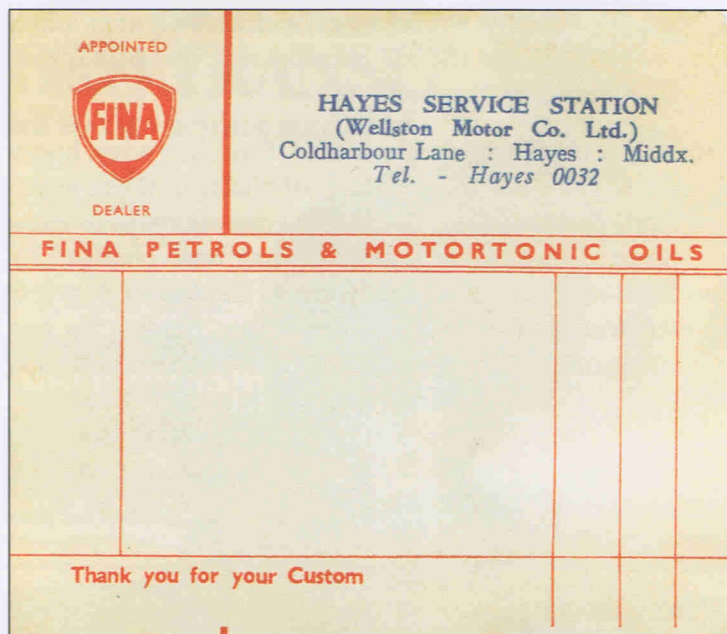 APPOINTED
FINA
DEALER
HAYES SERVICE STATION
(Wellston Motor Co. Ltd.)
Coldharbour Lane : Hayes : Middx.
Tel. - Hayes 0032
FINA PETROLS & MOTORTONIC OILS
Thank you for your Custom